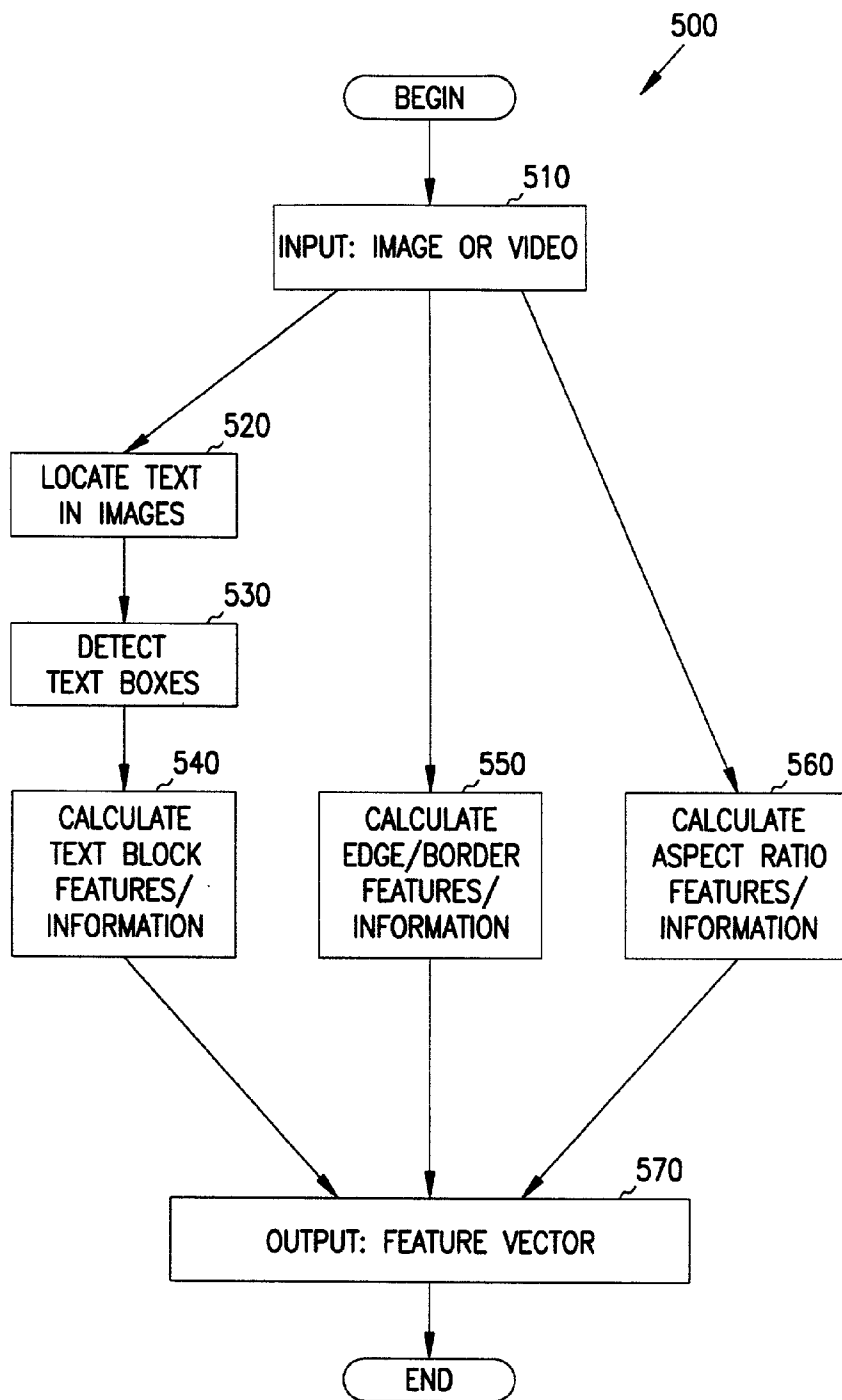 500
BEGIN
510
INPUT: IMAGE OR VIDEO
520
LOCATE TEXT
IN IMAGES
530
DETECT
TEXT BOXES
540
CALCULATE
TEXT BLOCK
FEATURES/
INFORMATION
550
CALCULATE
EDGE/BORDER
FEATURES/
INFORMATION
560
CALCULATE
ASPECT RATIO
FEATURES/
INFORMATION
570
OUTPUT: FEATURE VECTOR
END